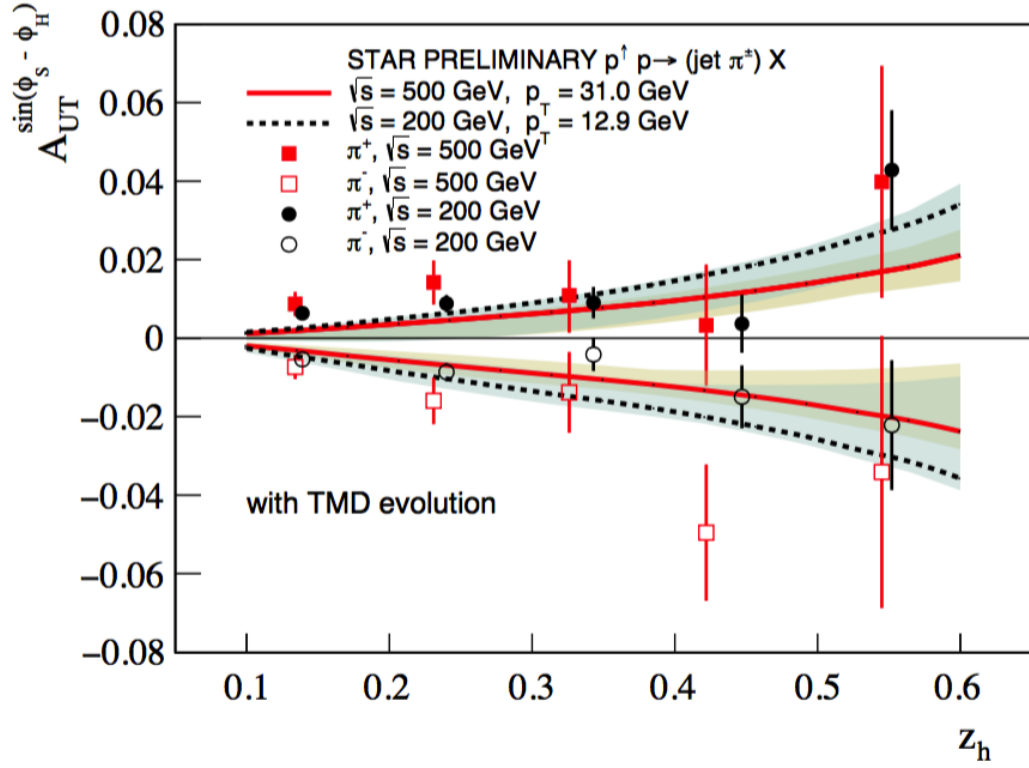 A_UT^sin(ϕ_S - ϕ_H)
0.08
0.06
0.04
0.02
0
−0.02
−0.04
−0.06
−0.08
STAR PRELIMINARY p↑ p→ (jet π±) X
√s = 500 GeV, p_T = 31.0 GeV
√s = 200 GeV, p_T = 12.9 GeV
π+, √s = 500 GeV
π-, √s = 500 GeV
π+, √s = 200 GeV
π-, √s = 200 GeV
with TMD evolution
0.1 0.2 0.3 0.4 0.5 0.6
z_h